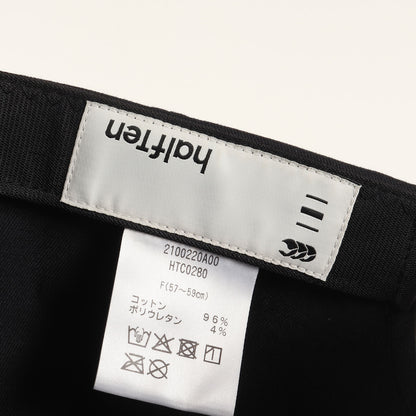 halften
2100220A00
HTC0280
F(57～59cm)
コットン 96%
ポリウレタン 4%